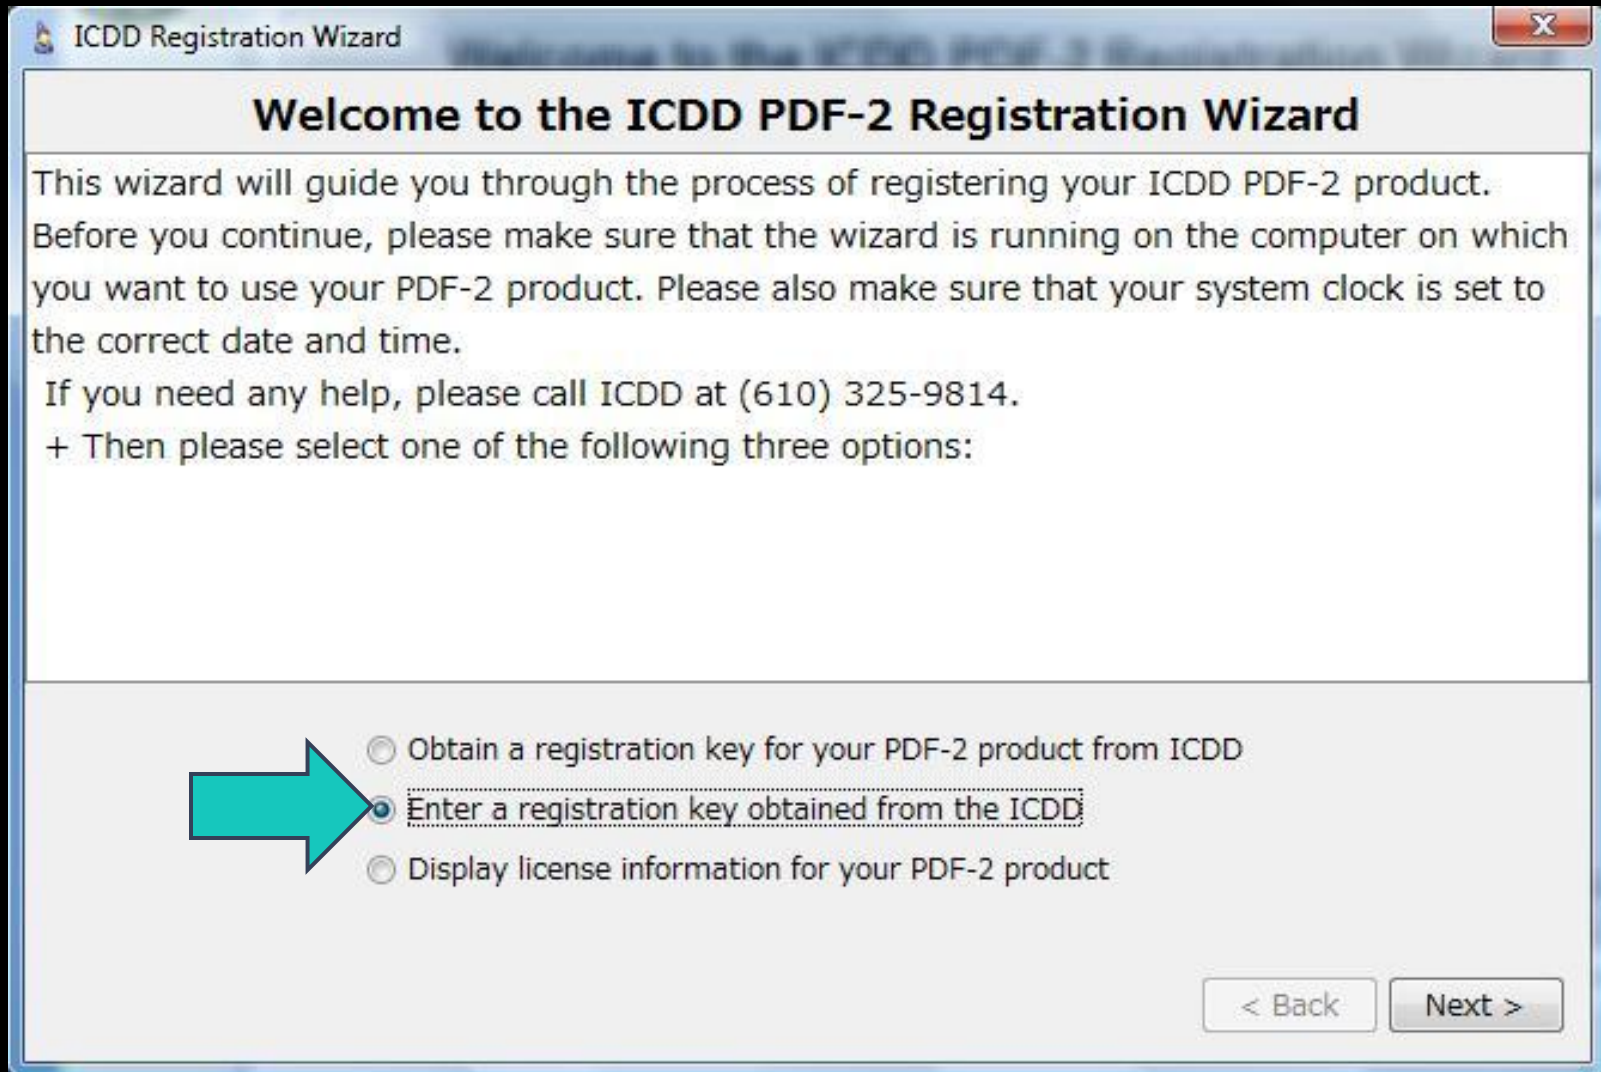 ICDD Registration Wizard
Welcome to the ICDD PDF-2 Registration Wizard
This wizard will guide you through the process of registering your ICDD PDF-2 product.
Before you continue, please make sure that the wizard is running on the computer on which
you want to use your PDF-2 product. Please also make sure that your system clock is set to
the correct date and time.
If you need any help, please call ICDD at (610) 325-9814.
+ Then please select one of the following three options:
Obtain a registration key for your PDF-2 product from ICDD
Enter a registration key obtained from the ICDD
Display license information for your PDF-2 product
< Back
Next >